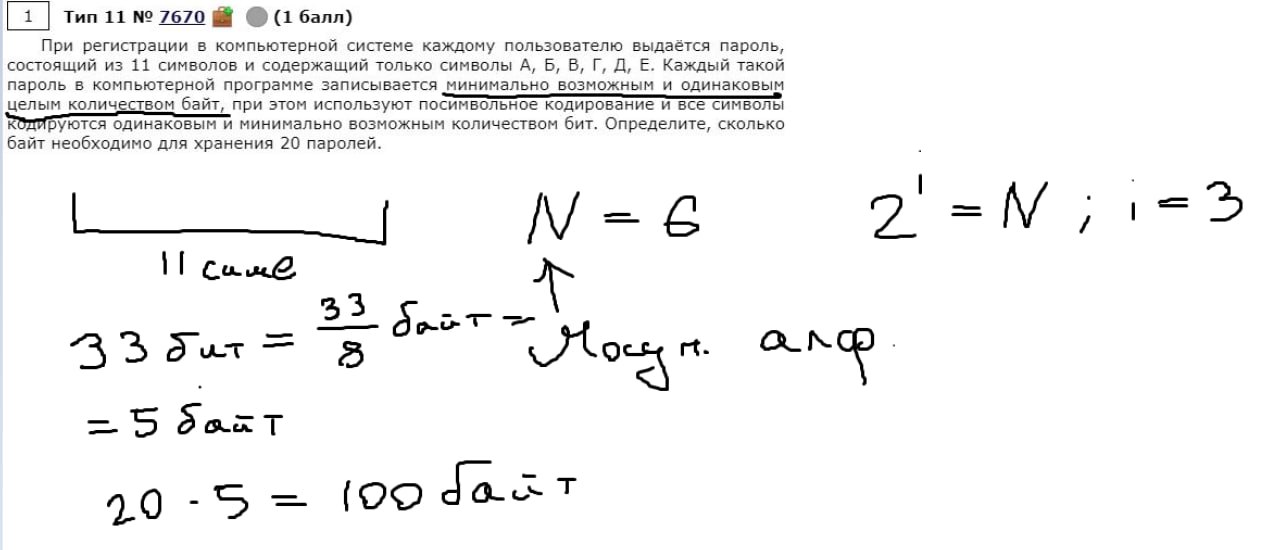 1 Тип 11 № 7670 (1 балл)
При регистрации в компьютерной системе каждому пользователю выдаётся пароль,
состоящий из 11 символов и содержащий только символы А, Б, В, Г, Д, Е. Каждый такой
пароль в компьютерной программе записывается минимально возможным и одинаковым
целым количеством байт, при этом используют посимвольное кодирование и все символы
кодируются одинаковым и минимально возможным количеством бит. Определите, сколько
байт необходимо для хранения 20 паролей.
N = 6
2^i = N ; i = 3
11 симв
33 бит = 33/8 байт =
Мощн. алф.
= 5 байт
20 · 5 = 100 байт